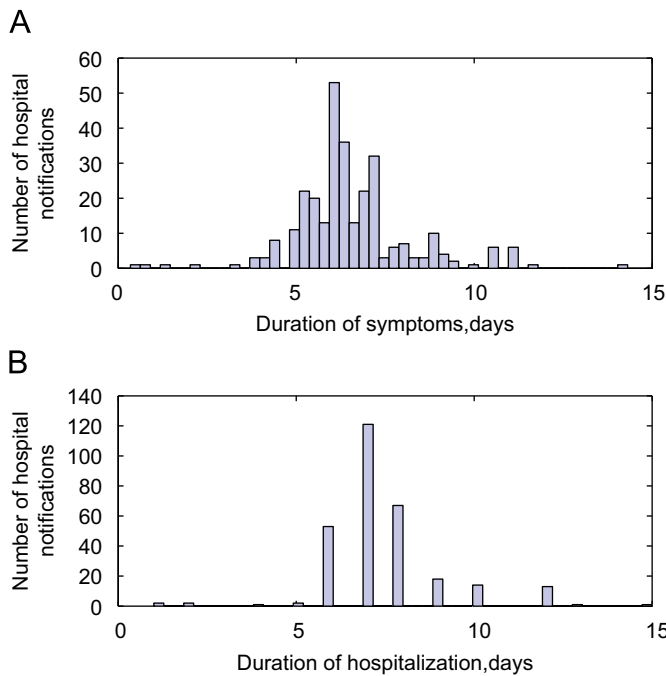 A
Number of hospital
notifications
60
50
40
30
20
10
0
0 5 10 15
Duration of symptoms,days
B
Number of hospital
notifications
140
120
100
80
60
40
20
0
0 5 10 15
Duration of hospitalization,days